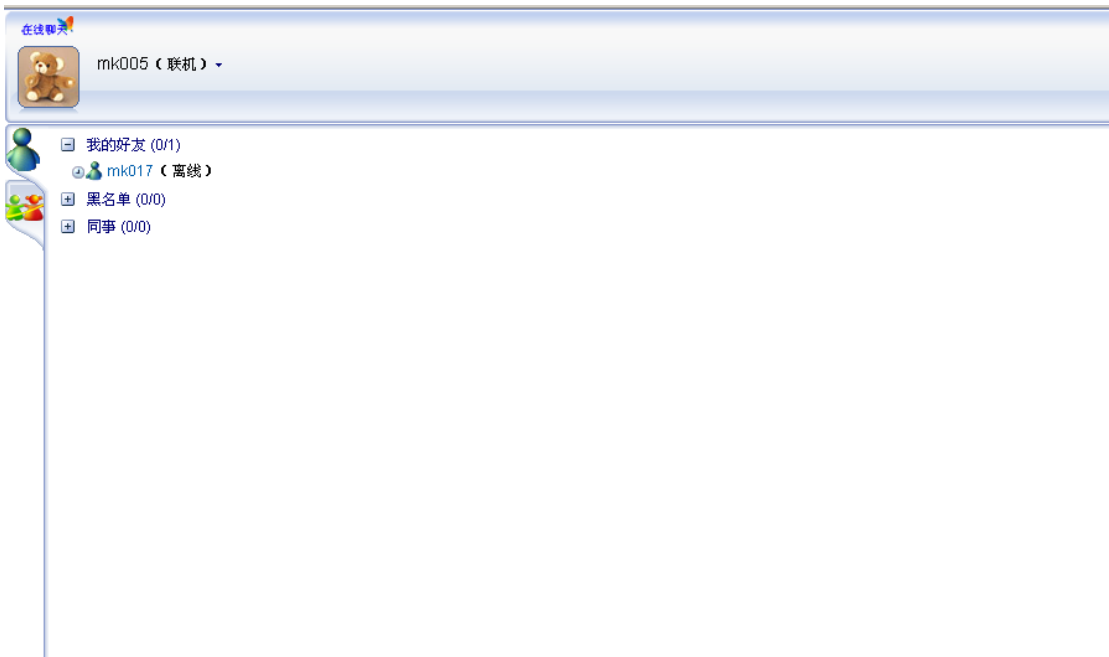 在线聊天
mk005（联机）
我的好友 (0/1)
mk017（离线）
黑名单 (0/0)
同事 (0/0)